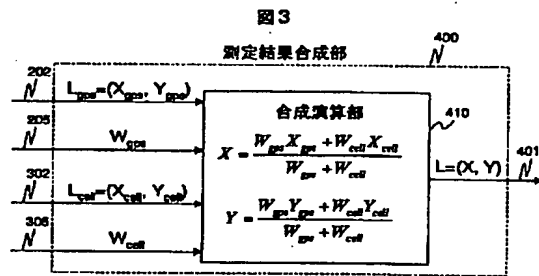 図3
測定結果合成部
400
202
L_gps=(X_gps, Y_gps)
205
W_gps
302
L_cell=(X_cell, Y_cell)
305
W_cell
合成演算部
410
X = (W_gps X_gps + W_cell X_cell) / (W_gps + W_cell)
Y = (W_gps Y_gps + W_cell Y_cell) / (W_gps + W_cell)
L=(X, Y)
401